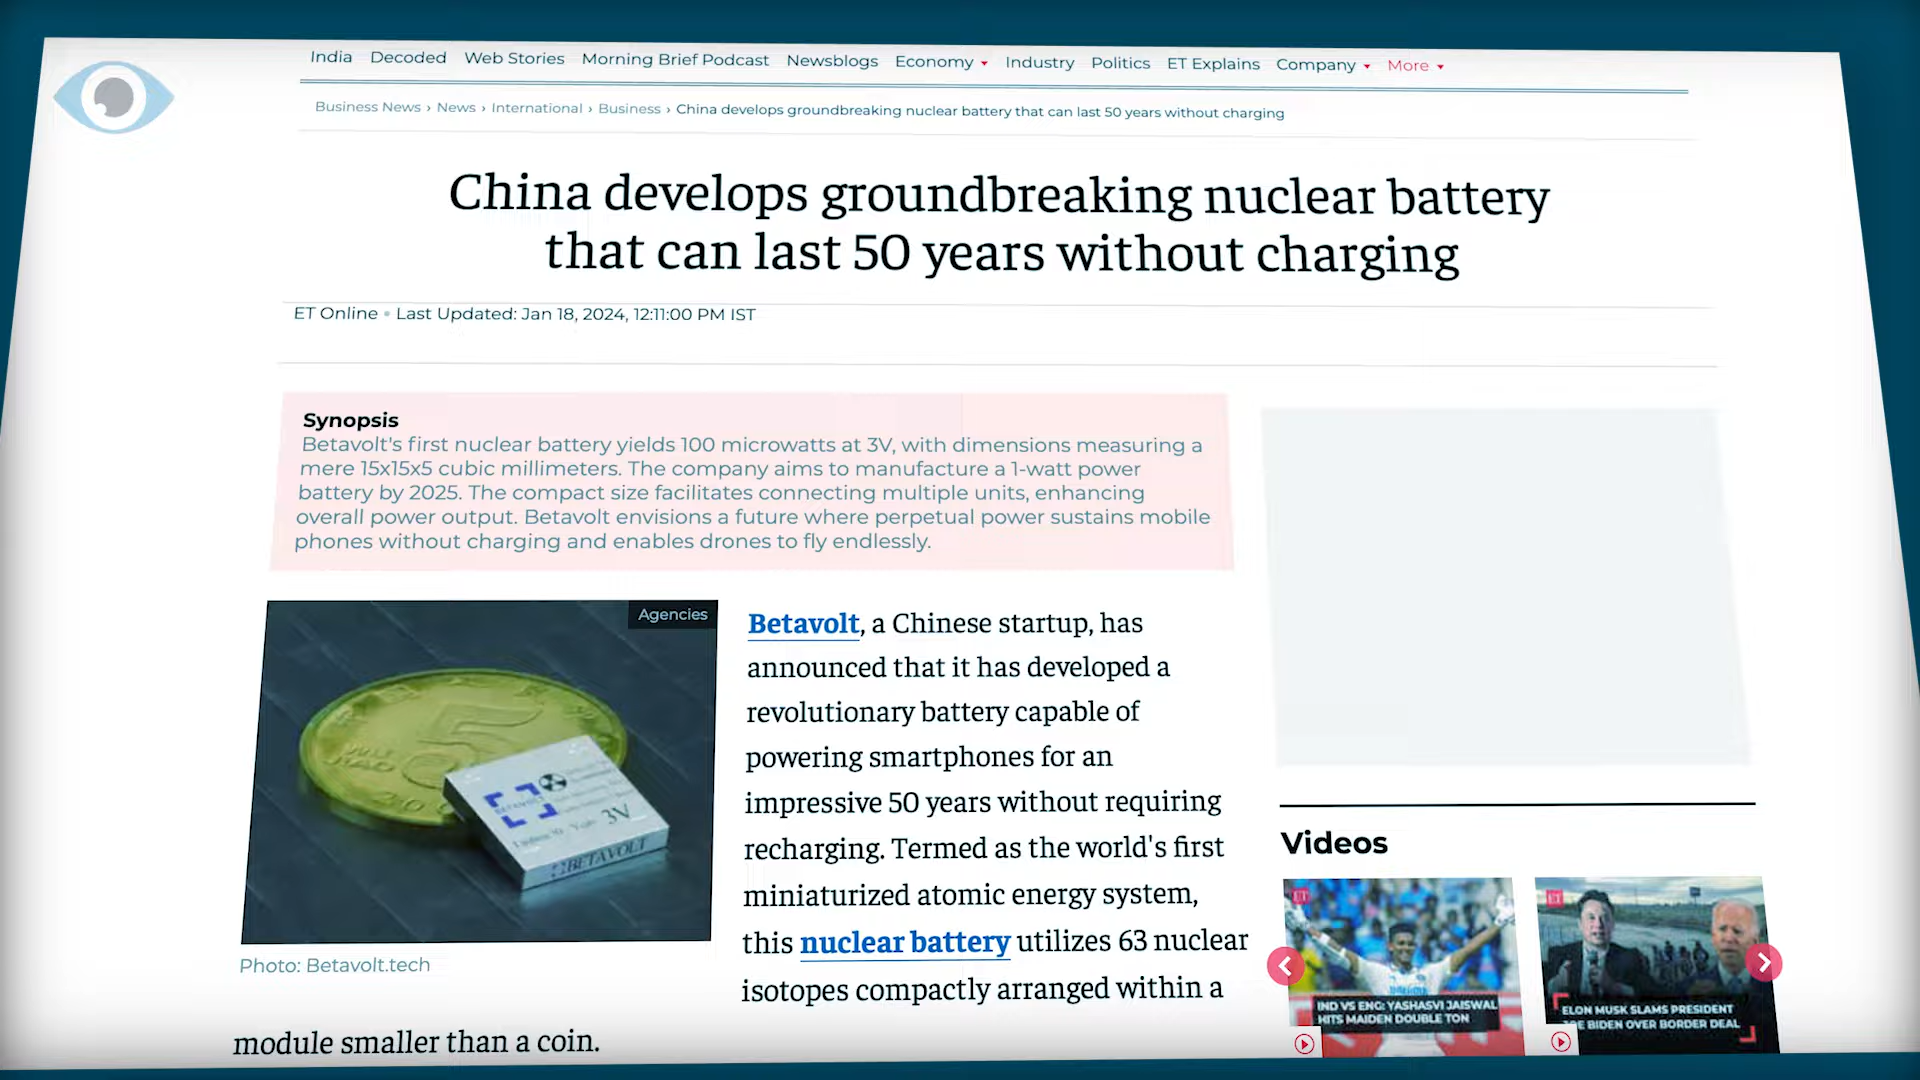 India Decoded Web Stories Morning Brief Podcast Newsblogs Economy Industry Politics ET Explains Company More
Business News › News › International › Business › China develops groundbreaking nuclear battery that can last 50 years without charging
China develops groundbreaking nuclear battery
that can last 50 years without charging
ET Online • Last Updated: Jan 18, 2024, 12:11:00 PM IST
Synopsis
Betavolt's first nuclear battery yields 100 microwatts at 3V, with dimensions measuring a
mere 15x15x5 cubic millimeters. The company aims to manufacture a 1-watt power
battery by 2025. The compact size facilitates connecting multiple units, enhancing
overall power output. Betavolt envisions a future where perpetual power sustains mobile
phones without charging and enables drones to fly endlessly.
Agencies
BETAVOLT
3V
BETAVOLT
Photo: Betavolt.tech
Betavolt, a Chinese startup, has
announced that it has developed a
revolutionary battery capable of
powering smartphones for an
impressive 50 years without requiring
recharging. Termed as the world's first
miniaturized atomic energy system,
this nuclear battery utilizes 63 nuclear
isotopes compactly arranged within a
module smaller than a coin.
Videos
ET
IND VS ENG: YASHASVI JAISWAL
HITS MAIDEN DOUBLE TON
ET
ELON MUSK SLAMS PRESIDENT
JOE BIDEN OVER BORDER DEAL